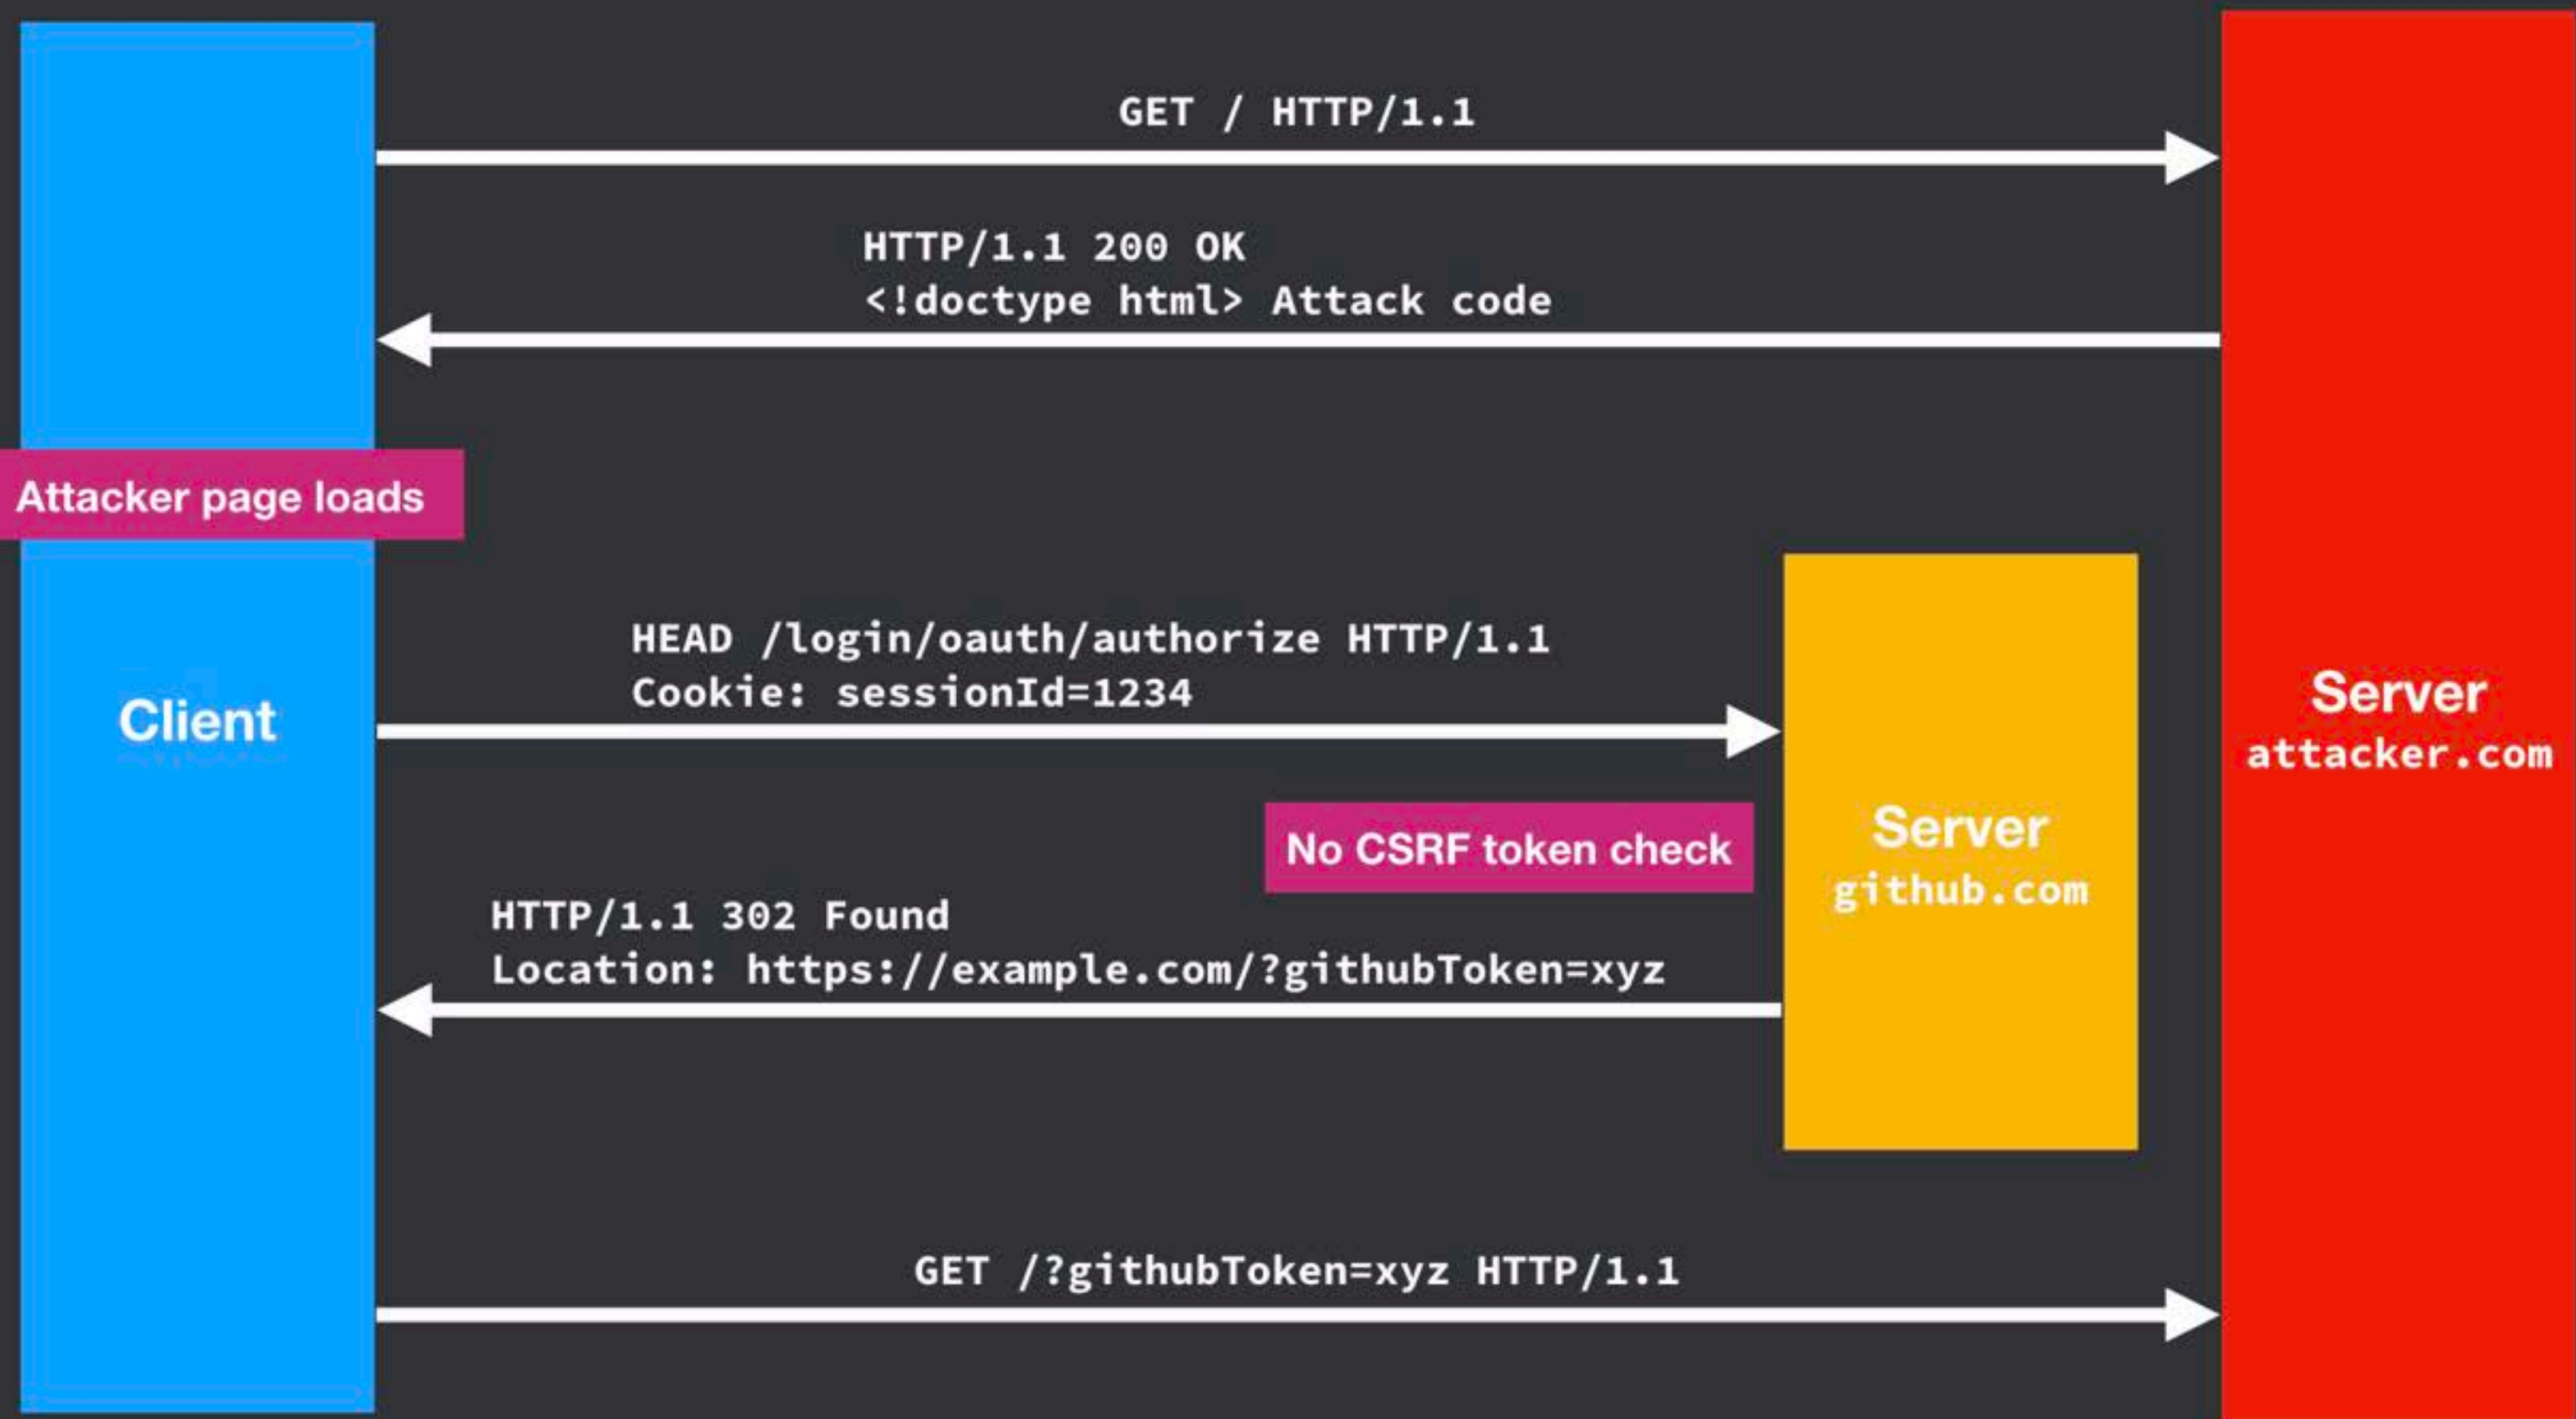 GET / HTTP/1.1
HTTP/1.1 200 OK
<!doctype html> Attack code
Attacker page loads
HEAD /login/oauth/authorize HTTP/1.1
Cookie: sessionId=1234
Client
Server
attacker.com
No CSRF token check
Server
github.com
HTTP/1.1 302 Found
Location: https://example.com/?githubToken=xyz
GET /?githubToken=xyz HTTP/1.1